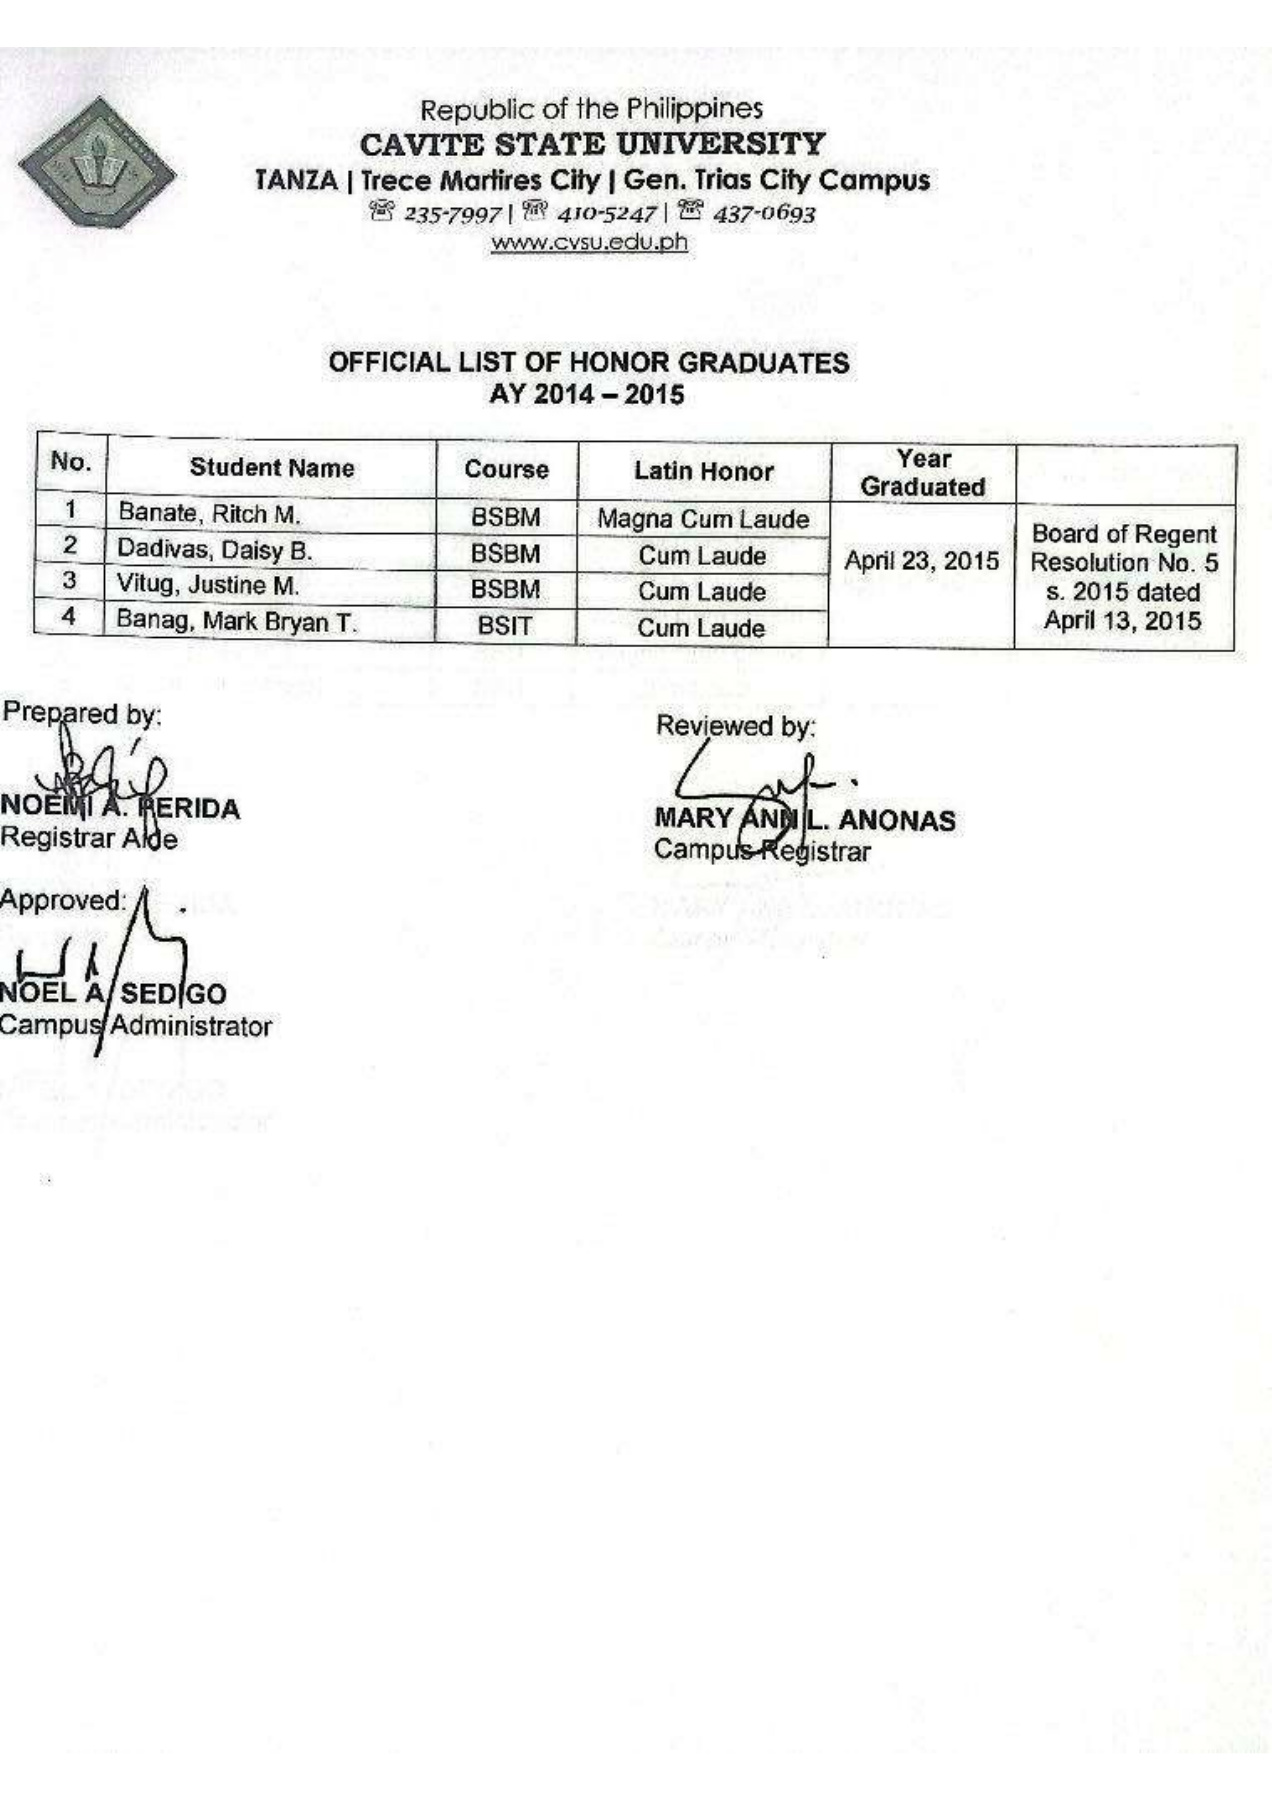 Republic of the Philippines
CAVITE STATE UNIVERSITY
TANZA | Trece Martires City | Gen. Trias City Campus
☏ 235-7997 | ☏ 410-5247 | ☏ 437-0693
www.cvsu.edu.ph
OFFICIAL LIST OF HONOR GRADUATES
AY 2014 – 2015
No. Student Name Course Latin Honor Year Graduated
1 Banate, Ritch M. BSBM Magna Cum Laude
2 Dadivas, Daisy B. BSBM Cum Laude
3 Vitug, Justine M. BSBM Cum Laude
4 Banag, Mark Bryan T. BSIT Cum Laude
April 23, 2015
Board of Regent
Resolution No. 5
s. 2015 dated
April 13, 2015
Prepared by:
NOEMI A. PERIDA
Registrar Aide
Reviewed by:
MARY ANN L. ANONAS
Campus Registrar
Approved:
NOEL A. SEDIGO
Campus Administrator